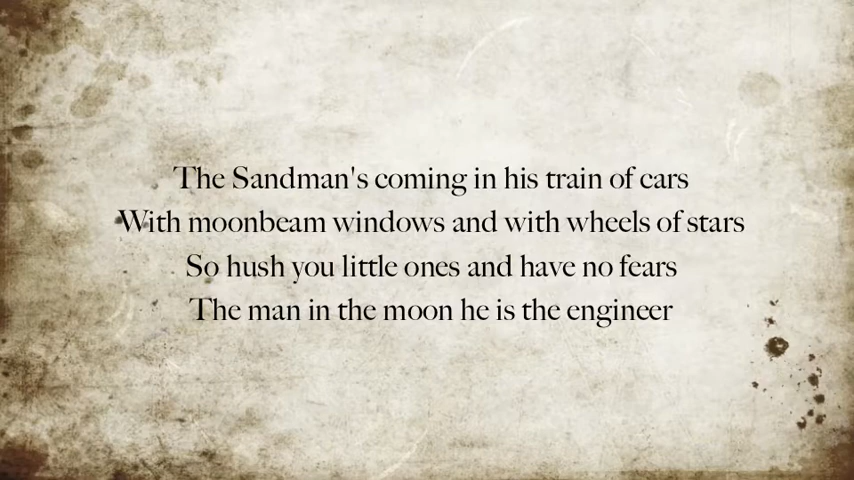 The Sandman's coming in his train of cars
With moonbeam windows and with wheels of stars
So hush you little ones and have no fears
The man in the moon he is the engineer